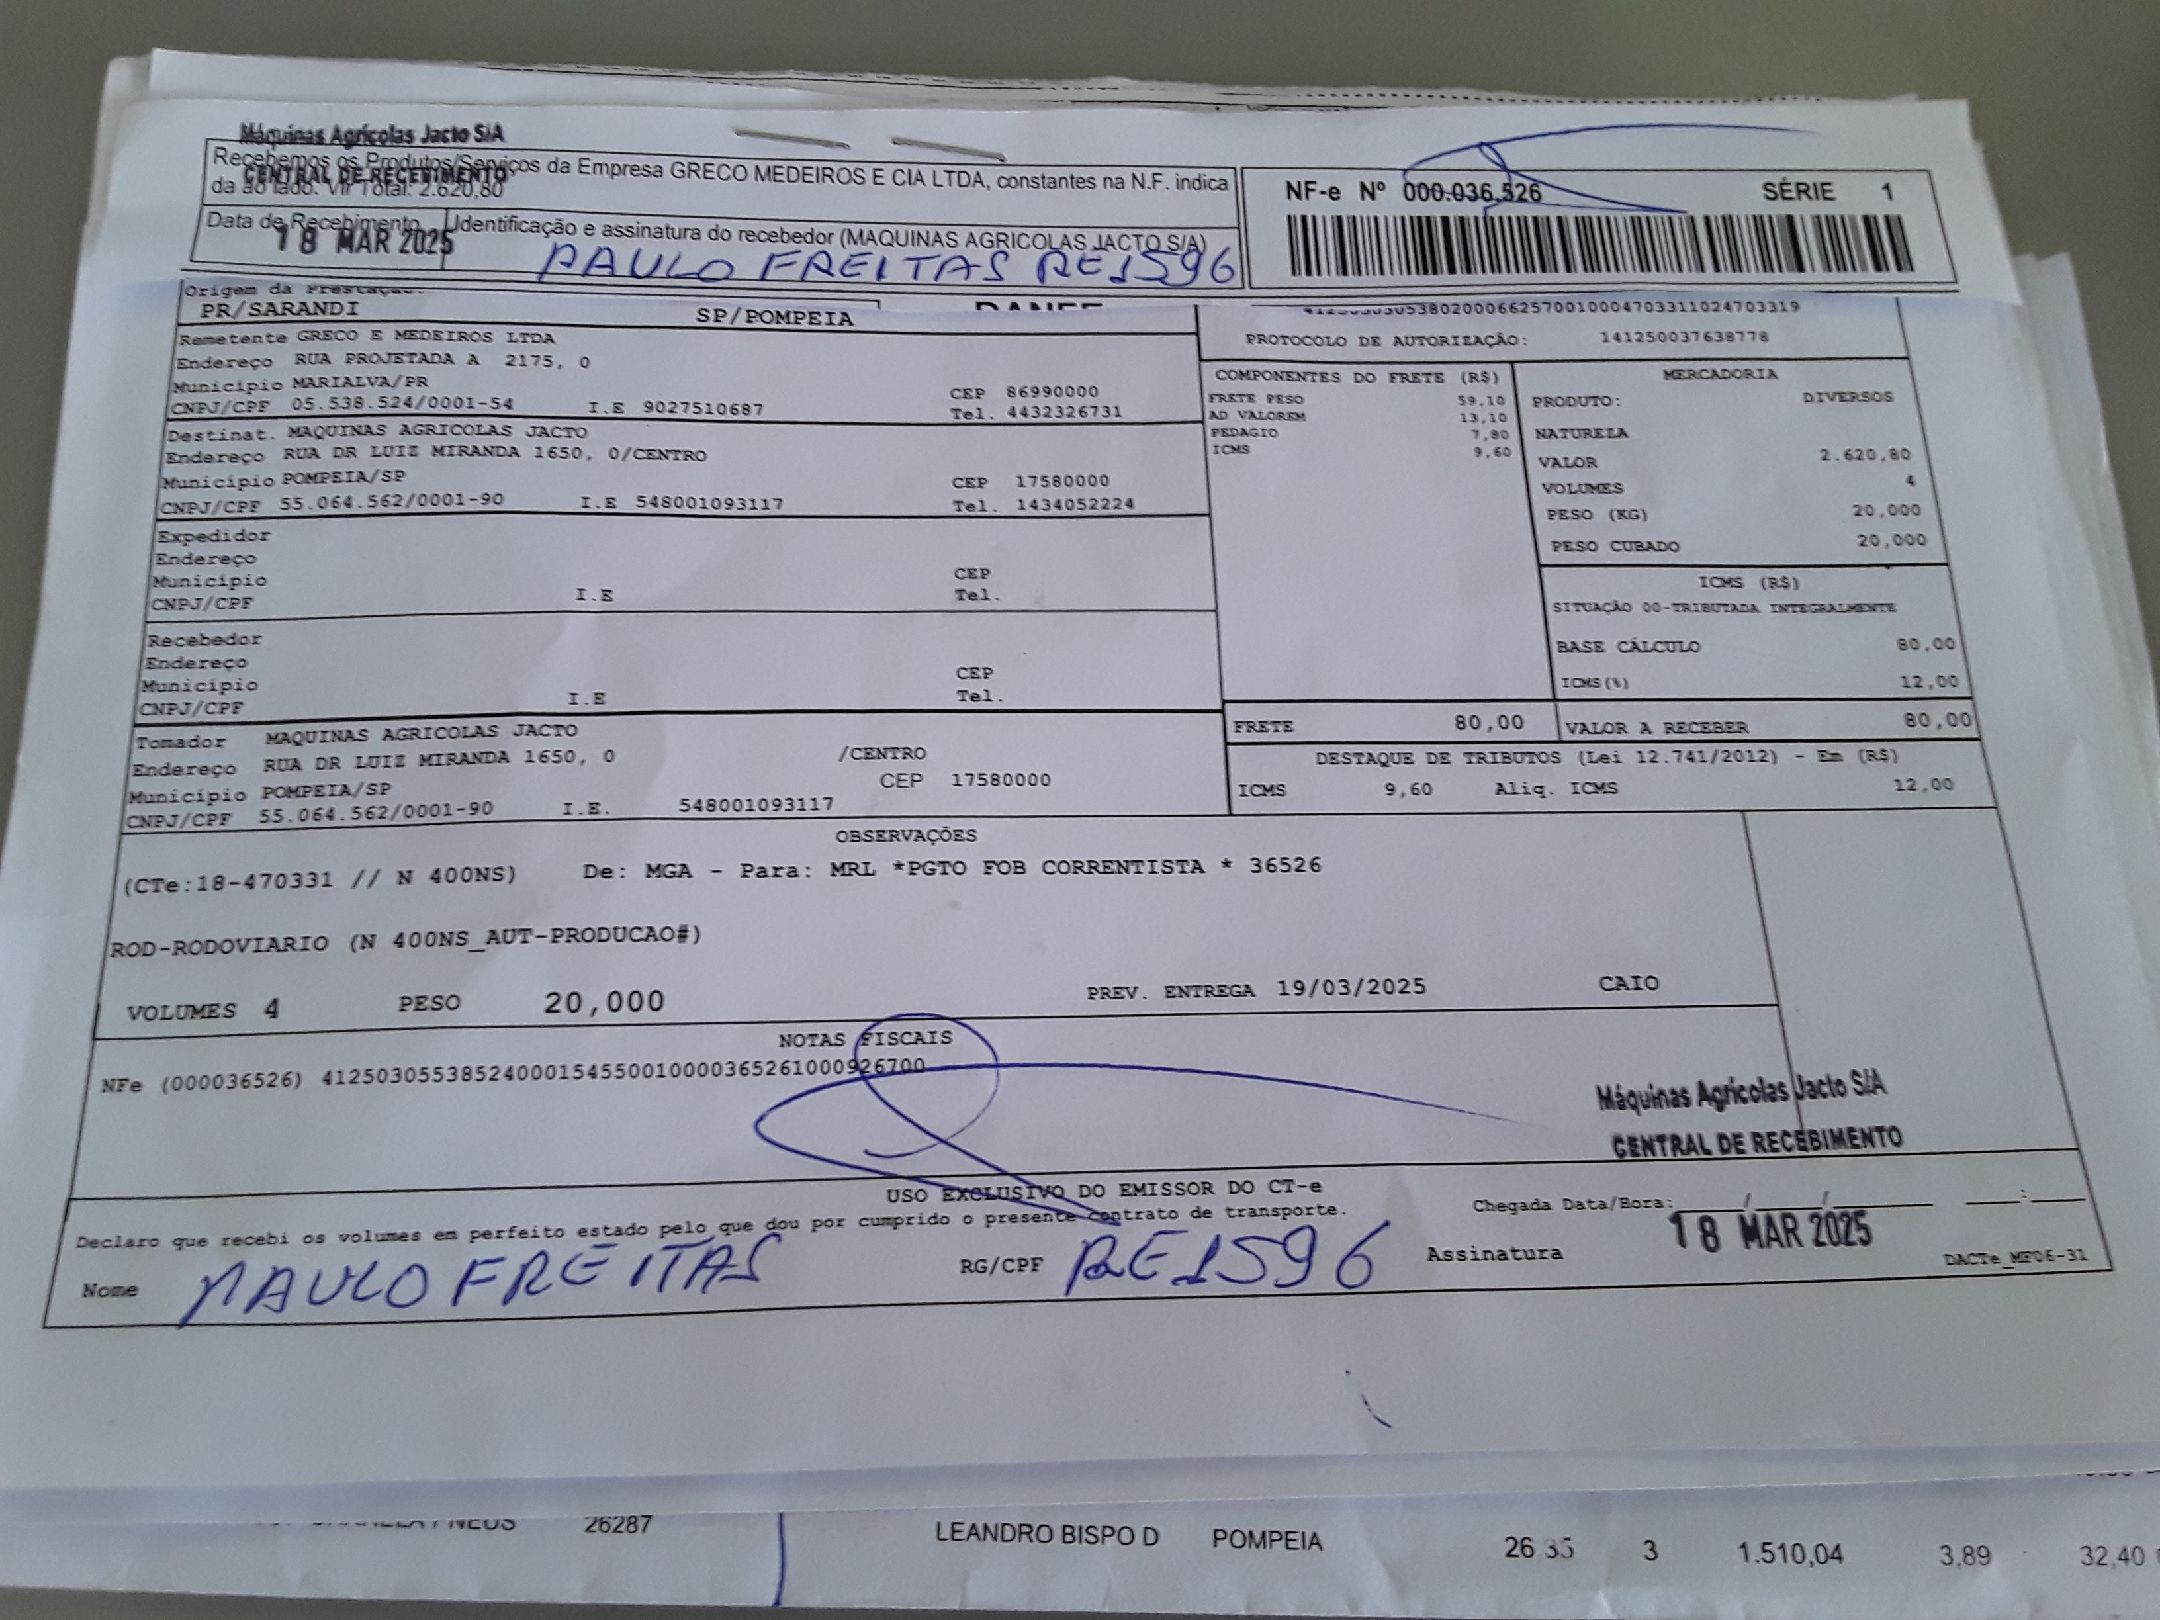 Máquinas Agrícolas Jacto S/A
Recebemos os Produtos/Serviços da Empresa GRECO MEDEIROS E CIA LTDA, constantes na N.F. indica
CENTRAL DE RECEBIMENTO
da ao lado. Vlr Total: 2.620,80
NF-e Nº 000.036.526 SÉRIE 1
Data de Recebimento Identificação e assinatura do recebedor (MAQUINAS AGRICOLAS JACTO S/A)
18 MAR 2025 PAULO FREITAS RE1596
Origem da Prestação:
PR/SARANDI SP/POMPEIA
PROTOCOLO DE AUTORIZAÇÃO: 141250037638778
Remetente GRECO E MEDEIROS LTDA
Endereço RUA PROJETADA A 2175, 0
Município MARIALVA/PR CEP 86990000
CNPJ/CPF 05.538.524/0001-54 I.E 9027510687 Tel. 4432326731
Destinat. MAQUINAS AGRICOLAS JACTO
Endereço RUA DR LUIZ MIRANDA 1650, 0/CENTRO
Município POMPEIA/SP CEP 17580000
CNPJ/CPF 55.064.562/0001-90 I.E 548001093117 Tel. 1434052224
Expedidor
Endereço
Município CEP
CNPJ/CPF I.E Tel.
Recebedor
Endereço
Município CEP
CNPJ/CPF I.E Tel.
Tomador MAQUINAS AGRICOLAS JACTO
Endereço RUA DR LUIZ MIRANDA 1650, 0 /CENTRO
Município POMPEIA/SP CEP 17580000
CNPJ/CPF 55.064.562/0001-90 I.E. 548001093117
COMPONENTES DO FRETE (R$)
FRETE PESO 59,10
AD VALOREM 13,10
PEDAGIO 7,80
ICMS 9,60
MERCADORIA
PRODUTO: DIVERSOS
NATUREZA
VALOR 2.620,80
VOLUMES 4
PESO (KG) 20,000
PESO CUBADO 20,000
ICMS (R$)
SITUAÇÃO 00-TRIBUTADA INTEGRALMENTE
BASE CÁLCULO 80,00
ICMS(%) 12,00
FRETE 80,00 VALOR A RECEBER 80,00
DESTAQUE DE TRIBUTOS (Lei 12.741/2012) - Em (R$)
ICMS 9,60 Aliq. ICMS 12,00
OBSERVAÇÕES
(CTe:18-470331 // N 400NS) De: MGA - Para: MRL *PGTO FOB CORRENTISTA * 36526
ROD-RODOVIARIO (N 400NS_AUT-PRODUCAO#)
VOLUMES 4 PESO 20,000 PREV. ENTREGA 19/03/2025 CAIO
NOTAS FISCAIS
NFe (000036526) 41250305538524000154550010000365261000926700
Máquinas Agrícolas Jacto S/A
CENTRAL DE RECEBIMENTO
USO EXCLUSIVO DO EMISSOR DO CT-e
Declaro que recebi os volumes em perfeito estado pelo que dou por cumprido o presente contrato de transporte.
Chegada Data/Hora: __/__/__ __:__
18 MAR 2025
Nome PAULO FREITAS RG/CPF RE1596 Assinatura
DACTe_MF06-31
26287 LEANDRO BISPO D POMPEIA 3 1.510,04 3,89 32,40